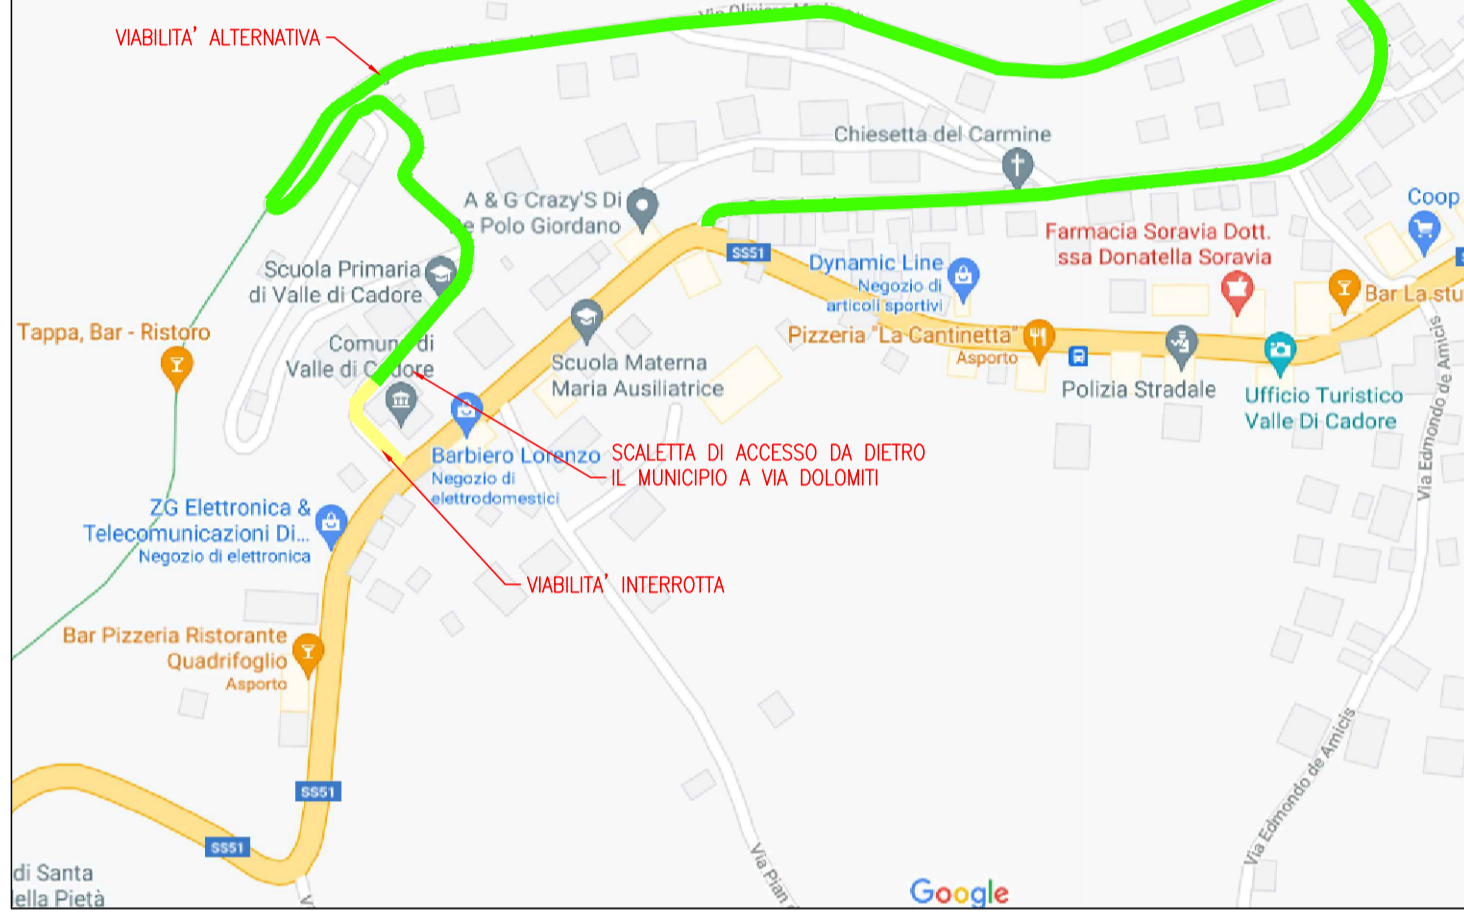 VIABILITA' ALTERNATIVA
Chiesetta del Carmine
A & G Crazy'S Di
e Polo Giordano
Coop
Farmacia Soravia Dott.
ssa Donatella Soravia
SS51
Scuola Primaria
di Valle di Cadore
Dynamic Line
Negozio di
articoli sportivi
Bar La stu
Tappa, Bar - Ristoro
Comune di
Valle di Cadore
Pizzeria "La Cantinetta"
Asporto
Scuola Materna
Maria Ausiliatrice
Polizia Stradale
Ufficio Turistico
Valle Di Cadore
Via Edmondo de Amicis
Barbiero Lorenzo
Negozio di
elettrodomestici
SCALETTA DI ACCESSO DA DIETRO
IL MUNICIPIO A VIA DOLOMITI
ZG Elettronica &
Telecomunicazioni Di...
Negozio di elettronica
VIABILITA' INTERROTTA
Bar Pizzeria Ristorante
Quadrifoglio
Asporto
SS51
SS51
Via Edmondo de Amicis
Via Pian
di Santa
ella Pietà
Google